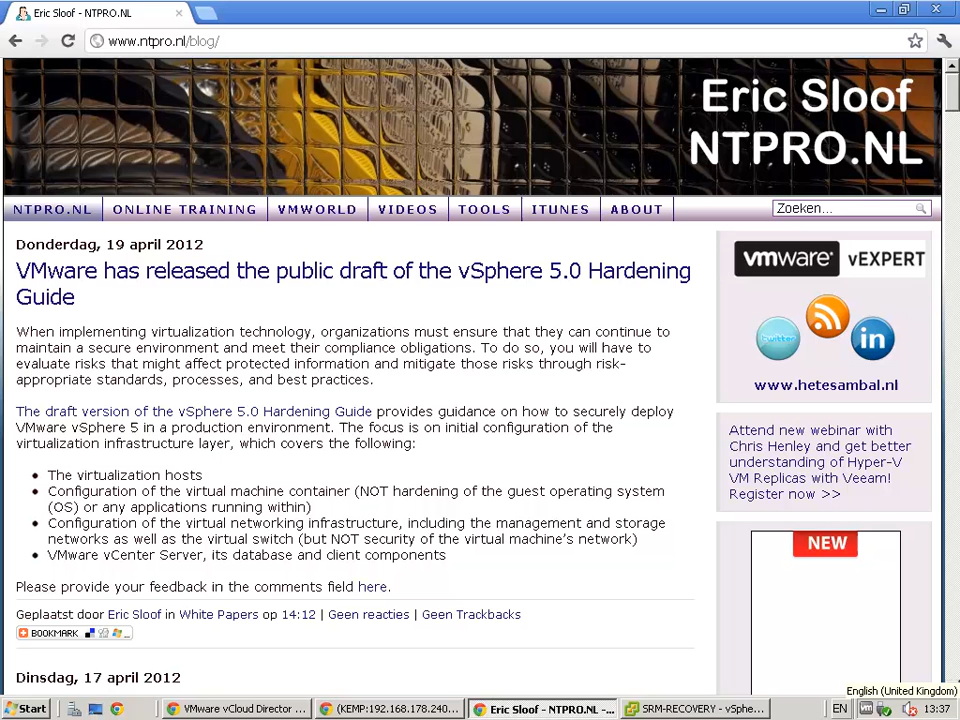 Eric Sloof - NTPRO.NL
www.ntpro.nl/blog/
Eric Sloof
NTPRO.NL
NTPRO.NL ONLINE TRAINING VMWORLD VIDEOS TOOLS ITUNES ABOUT Zoeken...
Donderdag, 19 april 2012
VMware has released the public draft of the vSphere 5.0 Hardening
Guide
When implementing virtualization technology, organizations must ensure that they can continue to
maintain a secure environment and meet their compliance obligations. To do so, you will have to
evaluate risks that might affect protected information and mitigate those risks through risk-
appropriate standards, processes, and best practices.
The draft version of the vSphere 5.0 Hardening Guide provides guidance on how to securely deploy
VMware vSphere 5 in a production environment. The focus is on initial configuration of the
virtualization infrastructure layer, which covers the following:
The virtualization hosts
Configuration of the virtual machine container (NOT hardening of the guest operating system
(OS) or any applications running within)
Configuration of the virtual networking infrastructure, including the management and storage
networks as well as the virtual switch (but NOT security of the virtual machine's network)
VMware vCenter Server, its database and client components
Please provide your feedback in the comments field here.
Geplaatst door Eric Sloof in White Papers op 14:12 | Geen reacties | Geen Trackbacks
BOOKMARK
Dinsdag, 17 april 2012
vmware vEXPERT
twitter
in
www.hetesambal.nl
Attend new webinar with
Chris Henley and get better
understanding of Hyper-V
VM Replicas with Veeam!
Register now >>
NEW
English (United Kingdom)
Start VMware vCloud Director ... (KEMP:192.168.178.240... Eric Sloof - NTPRO.NL -... SRM-RECOVERY - vSphe... EN vm 13:37